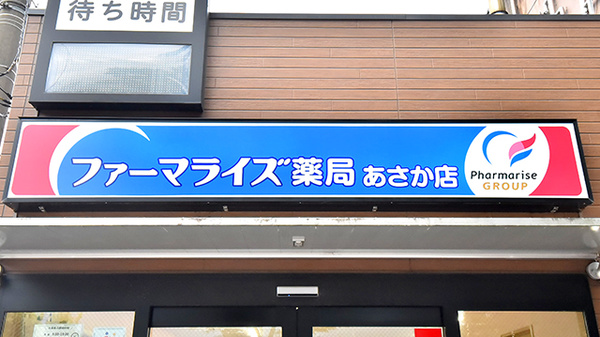 待ち時間
ファーマライズ薬局 あさか店
Pharmarise
GROUP